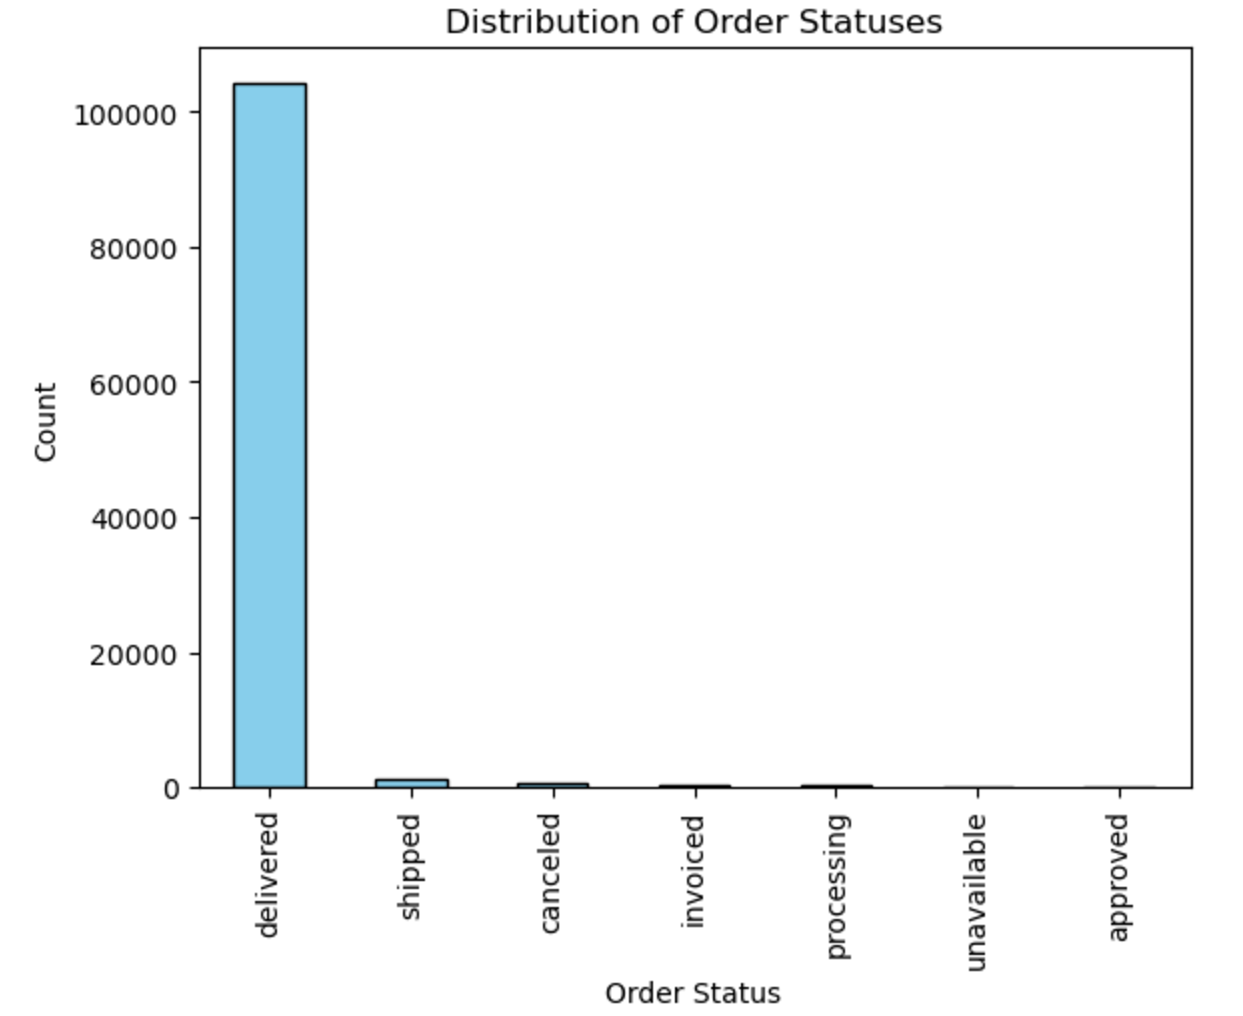 Distribution of Order Statuses
100000
80000
60000
40000
20000
0
Count
delivered
shipped
canceled
invoiced
processing
unavailable
approved
Order Status